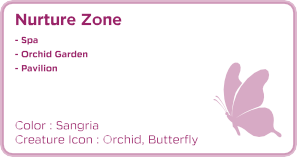 Nurture Zone
- Spa
- Orchid Garden
- Pavilion
Color : Sangria
Creature Icon : Orchid, Butterfly